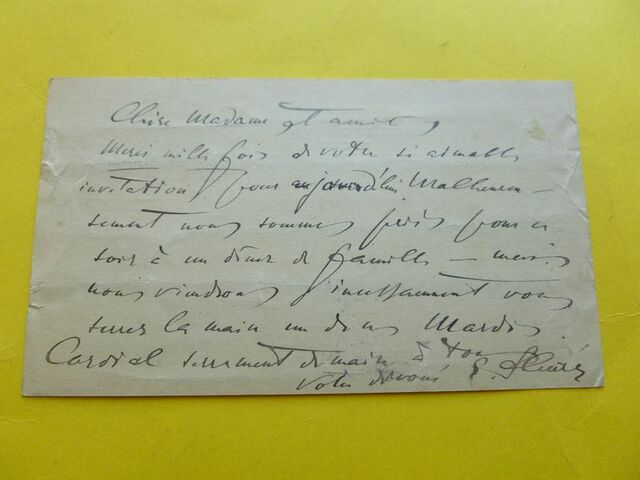 Chère Madame et amie,
Merci mille fois de votre si aimable
invitation pour aujourd'hui Malheureu-
sement nous sommes pris pour ce
soir à un dîner de famille — mais
nous viendrons incessamment vous
serrer la main un de vos Mardis.
Cordial serrement de main à tous
Votre dévoué